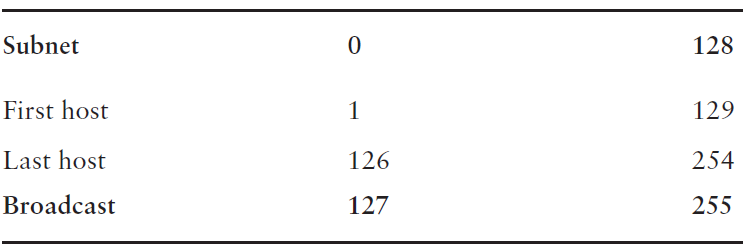 Subnet 0 128
First host 1 129
Last host 126 254
Broadcast 127 255